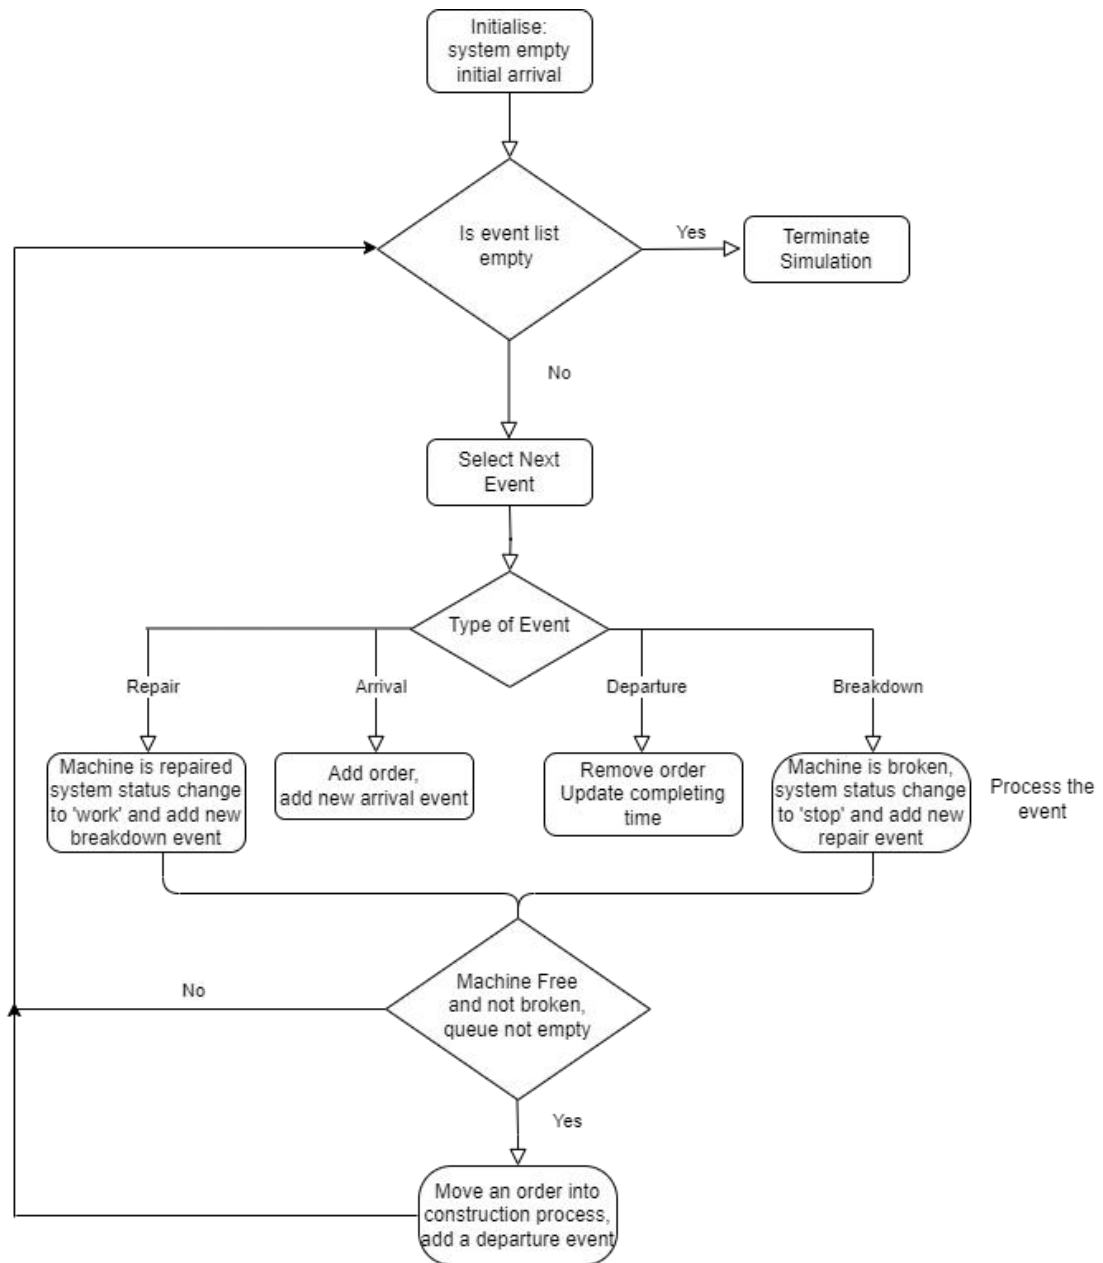 Initialise:
system empty
initial arrival
Is event list
empty
Yes
Terminate
Simulation
No
Select Next
Event
Type of Event
Repair
Arrival
Departure
Breakdown
Machine is repaired
system status change
to 'work' and add new
breakdown event
Add order,
add new arrival event
Remove order
Update completing
time
Machine is broken,
system status change
to 'stop' and add new
repair event
Process the
event
Machine Free
and not broken,
queue not empty
No
Yes
Move an order into
construction process,
add a departure event